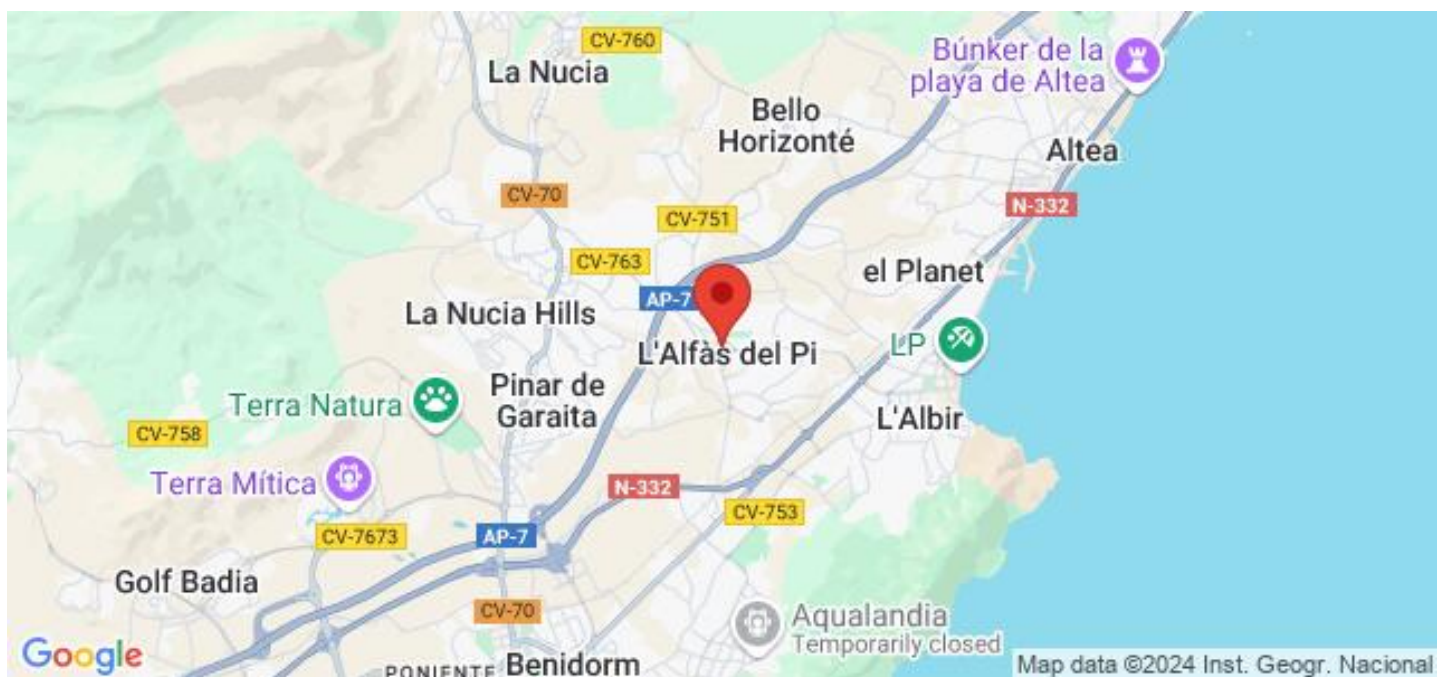 CV-760
La Nucia
Búnker de la
playa de Altea
Bello
Horizonté
Altea
CV-70
N-332
CV-751
CV-763
el Planet
AP-7
La Nucia Hills
L'Alfàs del Pi
LP
Pinar de
Garaita
Terra Natura
L'Albir
CV-758
Terra Mítica
N-332
CV-753
CV-7673
AP-7
Golf Badia
CV-70
Aqualandia
Temporarily closed
Google
PONIENTE
Benidorm
Map data ©2024 Inst. Geogr. Nacional